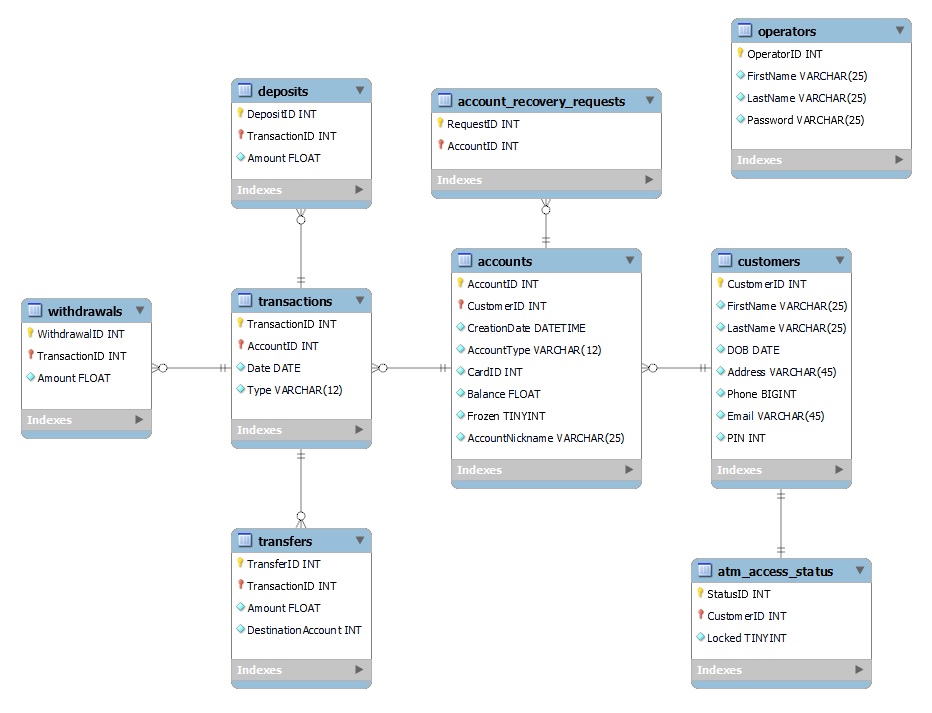 operators
OperatorID INT
FirstName VARCHAR(25)
LastName VARCHAR(25)
Password VARCHAR(25)
Indexes
deposits
DepositID INT
TransactionID INT
Amount FLOAT
Indexes
account_recovery_requests
RequestID INT
AccountID INT
Indexes
withdrawals
WithdrawalID INT
TransactionID INT
Amount FLOAT
Indexes
transactions
TransactionID INT
AccountID INT
Date DATE
Type VARCHAR(12)
Indexes
accounts
AccountID INT
CustomerID INT
CreationDate DATETIME
AccountType VARCHAR(12)
CardID INT
Balance FLOAT
Frozen TINYINT
AccountNickname VARCHAR(25)
Indexes
customers
CustomerID INT
FirstName VARCHAR(25)
LastName VARCHAR(25)
DOB DATE
Address VARCHAR(45)
Phone BIGINT
Email VARCHAR(45)
PIN INT
Indexes
transfers
TransferID INT
TransactionID INT
Amount FLOAT
DestinationAccount INT
Indexes
atm_access_status
StatusID INT
CustomerID INT
Locked TINYINT
Indexes